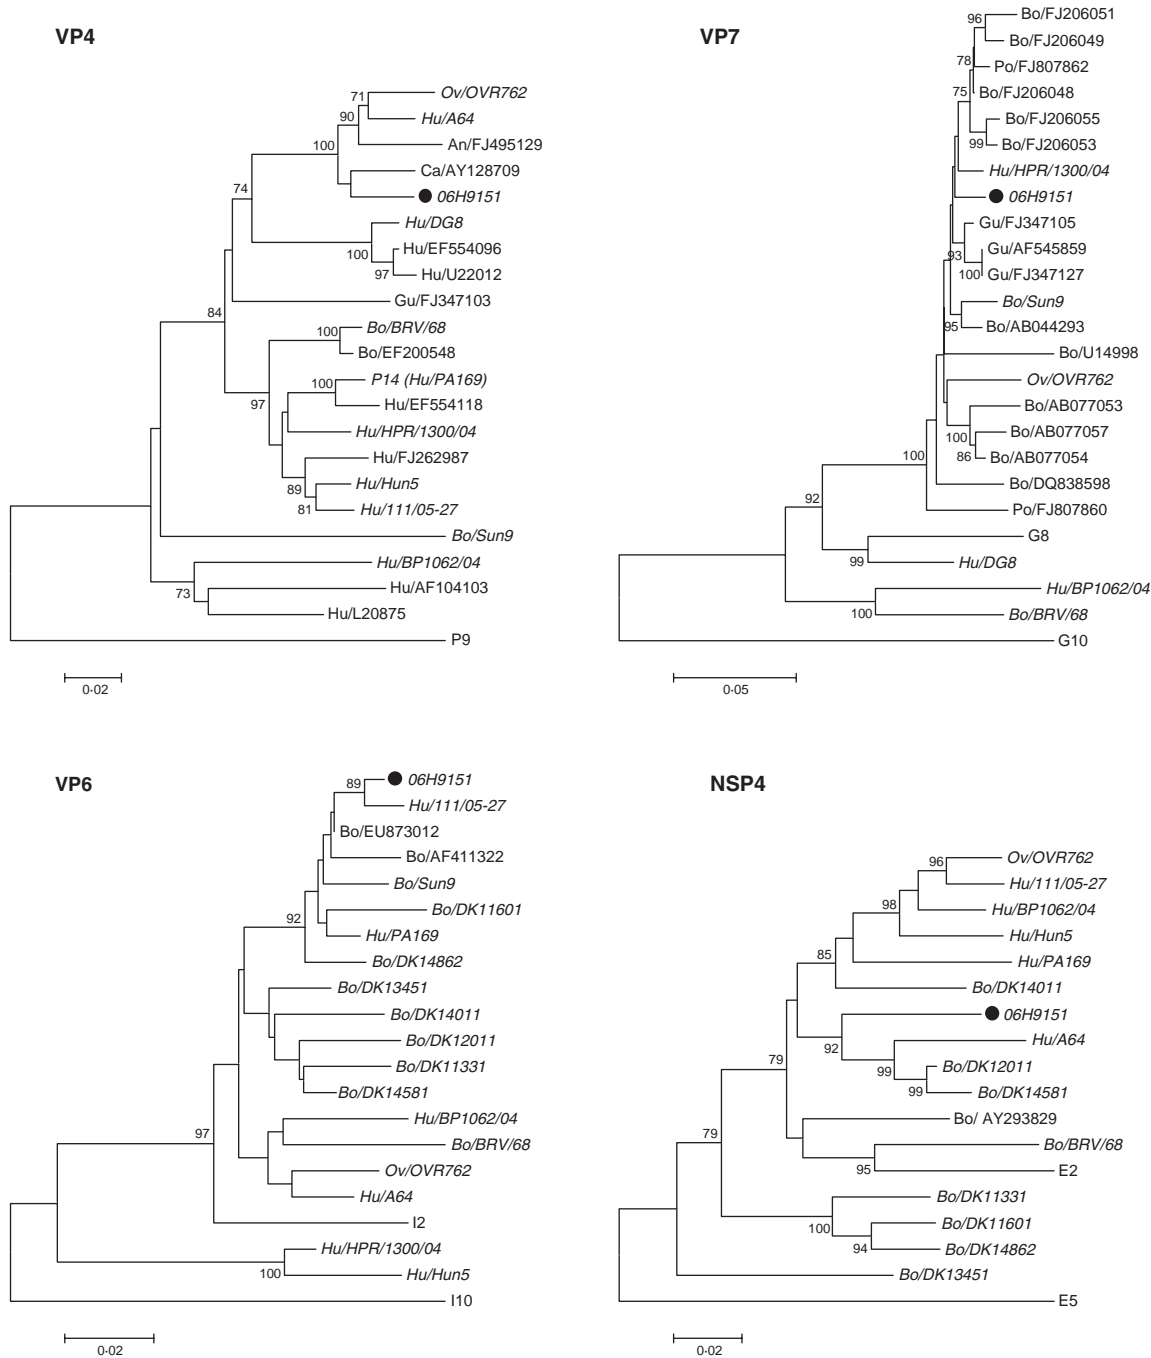 VP4
71
Ov/OVR762
90
Hu/A64
100
An/FJ495129
Ca/AY128709
74
06H9151
Hu/DG8
100
Hu/EF554096
97
Hu/U22012
Gu/FJ347103
84
100
Bo/BRV/68
Bo/EF200548
100
P14 (Hu/PA169)
97
Hu/EF554118
Hu/HPR/1300/04
Hu/FJ262987
89
Hu/Hun5
81
Hu/111/05-27
Bo/Sun9
Hu/BP1062/04
73
Hu/AF104103
Hu/L20875
P9
0·02
VP7
96
Bo/FJ206051
Bo/FJ206049
78
Po/FJ807862
75
Bo/FJ206048
Bo/FJ206055
99
Bo/FJ206053
Hu/HPR/1300/04
06H9151
Gu/FJ347105
93
Gu/AF545859
100
Gu/FJ347127
Bo/Sun9
95
Bo/AB044293
Bo/U14998
Ov/OVR762
Bo/AB077053
100
Bo/AB077057
86
Bo/AB077054
100
Bo/DQ838598
92
Po/FJ807860
G8
99
Hu/DG8
Hu/BP1062/04
100
Bo/BRV/68
G10
0·05
VP6
89
06H9151
Hu/111/05-27
Bo/EU873012
Bo/AF411322
Bo/Sun9
92
Bo/DK11601
Hu/PA169
Bo/DK14862
Bo/DK13451
Bo/DK14011
Bo/DK12011
Bo/DK11331
Bo/DK14581
97
Hu/BP1062/04
Bo/BRV/68
Ov/OVR762
Hu/A64
I2
Hu/HPR/1300/04
100
Hu/Hun5
I10
0·02
NSP4
96
Ov/OVR762
Hu/111/05-27
98
Hu/BP1062/04
Hu/Hun5
85
Hu/PA169
Bo/DK14011
06H9151
92
Hu/A64
79
99
Bo/DK12011
99
Bo/DK14581
Bo/ AY293829
79
Bo/BRV/68
95
E2
Bo/DK11331
100
Bo/DK11601
94
Bo/DK14862
Bo/DK13451
E5
0·02